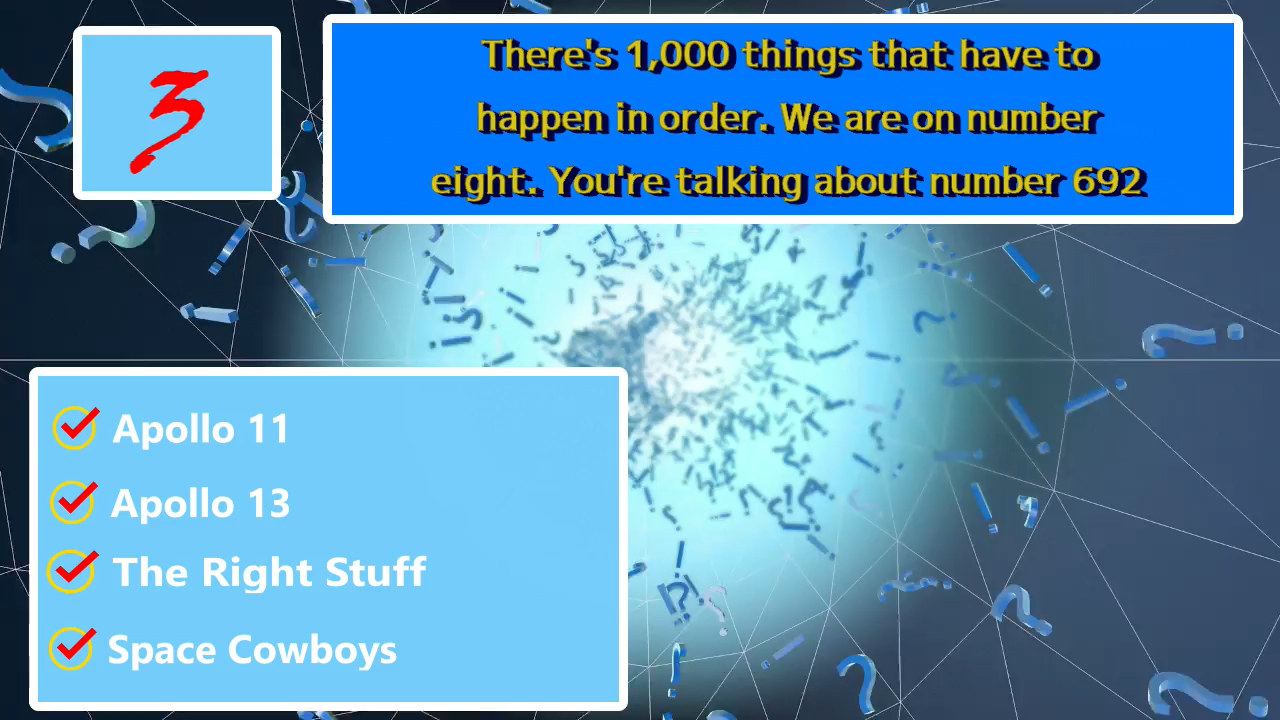 3
There's 1,000 things that have to
happen in order. We are on number
eight. You're talking about number 692
Apollo 11
Apollo 13
The Right Stuff
Space Cowboys